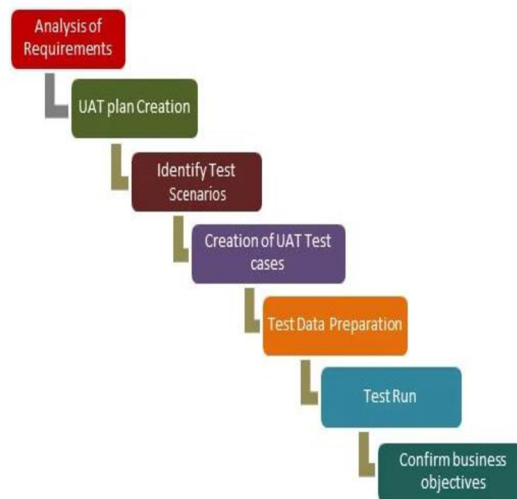 Analysis of
Requirements
UAT plan Creation
Identify Test
Scenarios
Creation of UAT Test
cases
Test Data Preparation
Test Run
Confirm business
objectives